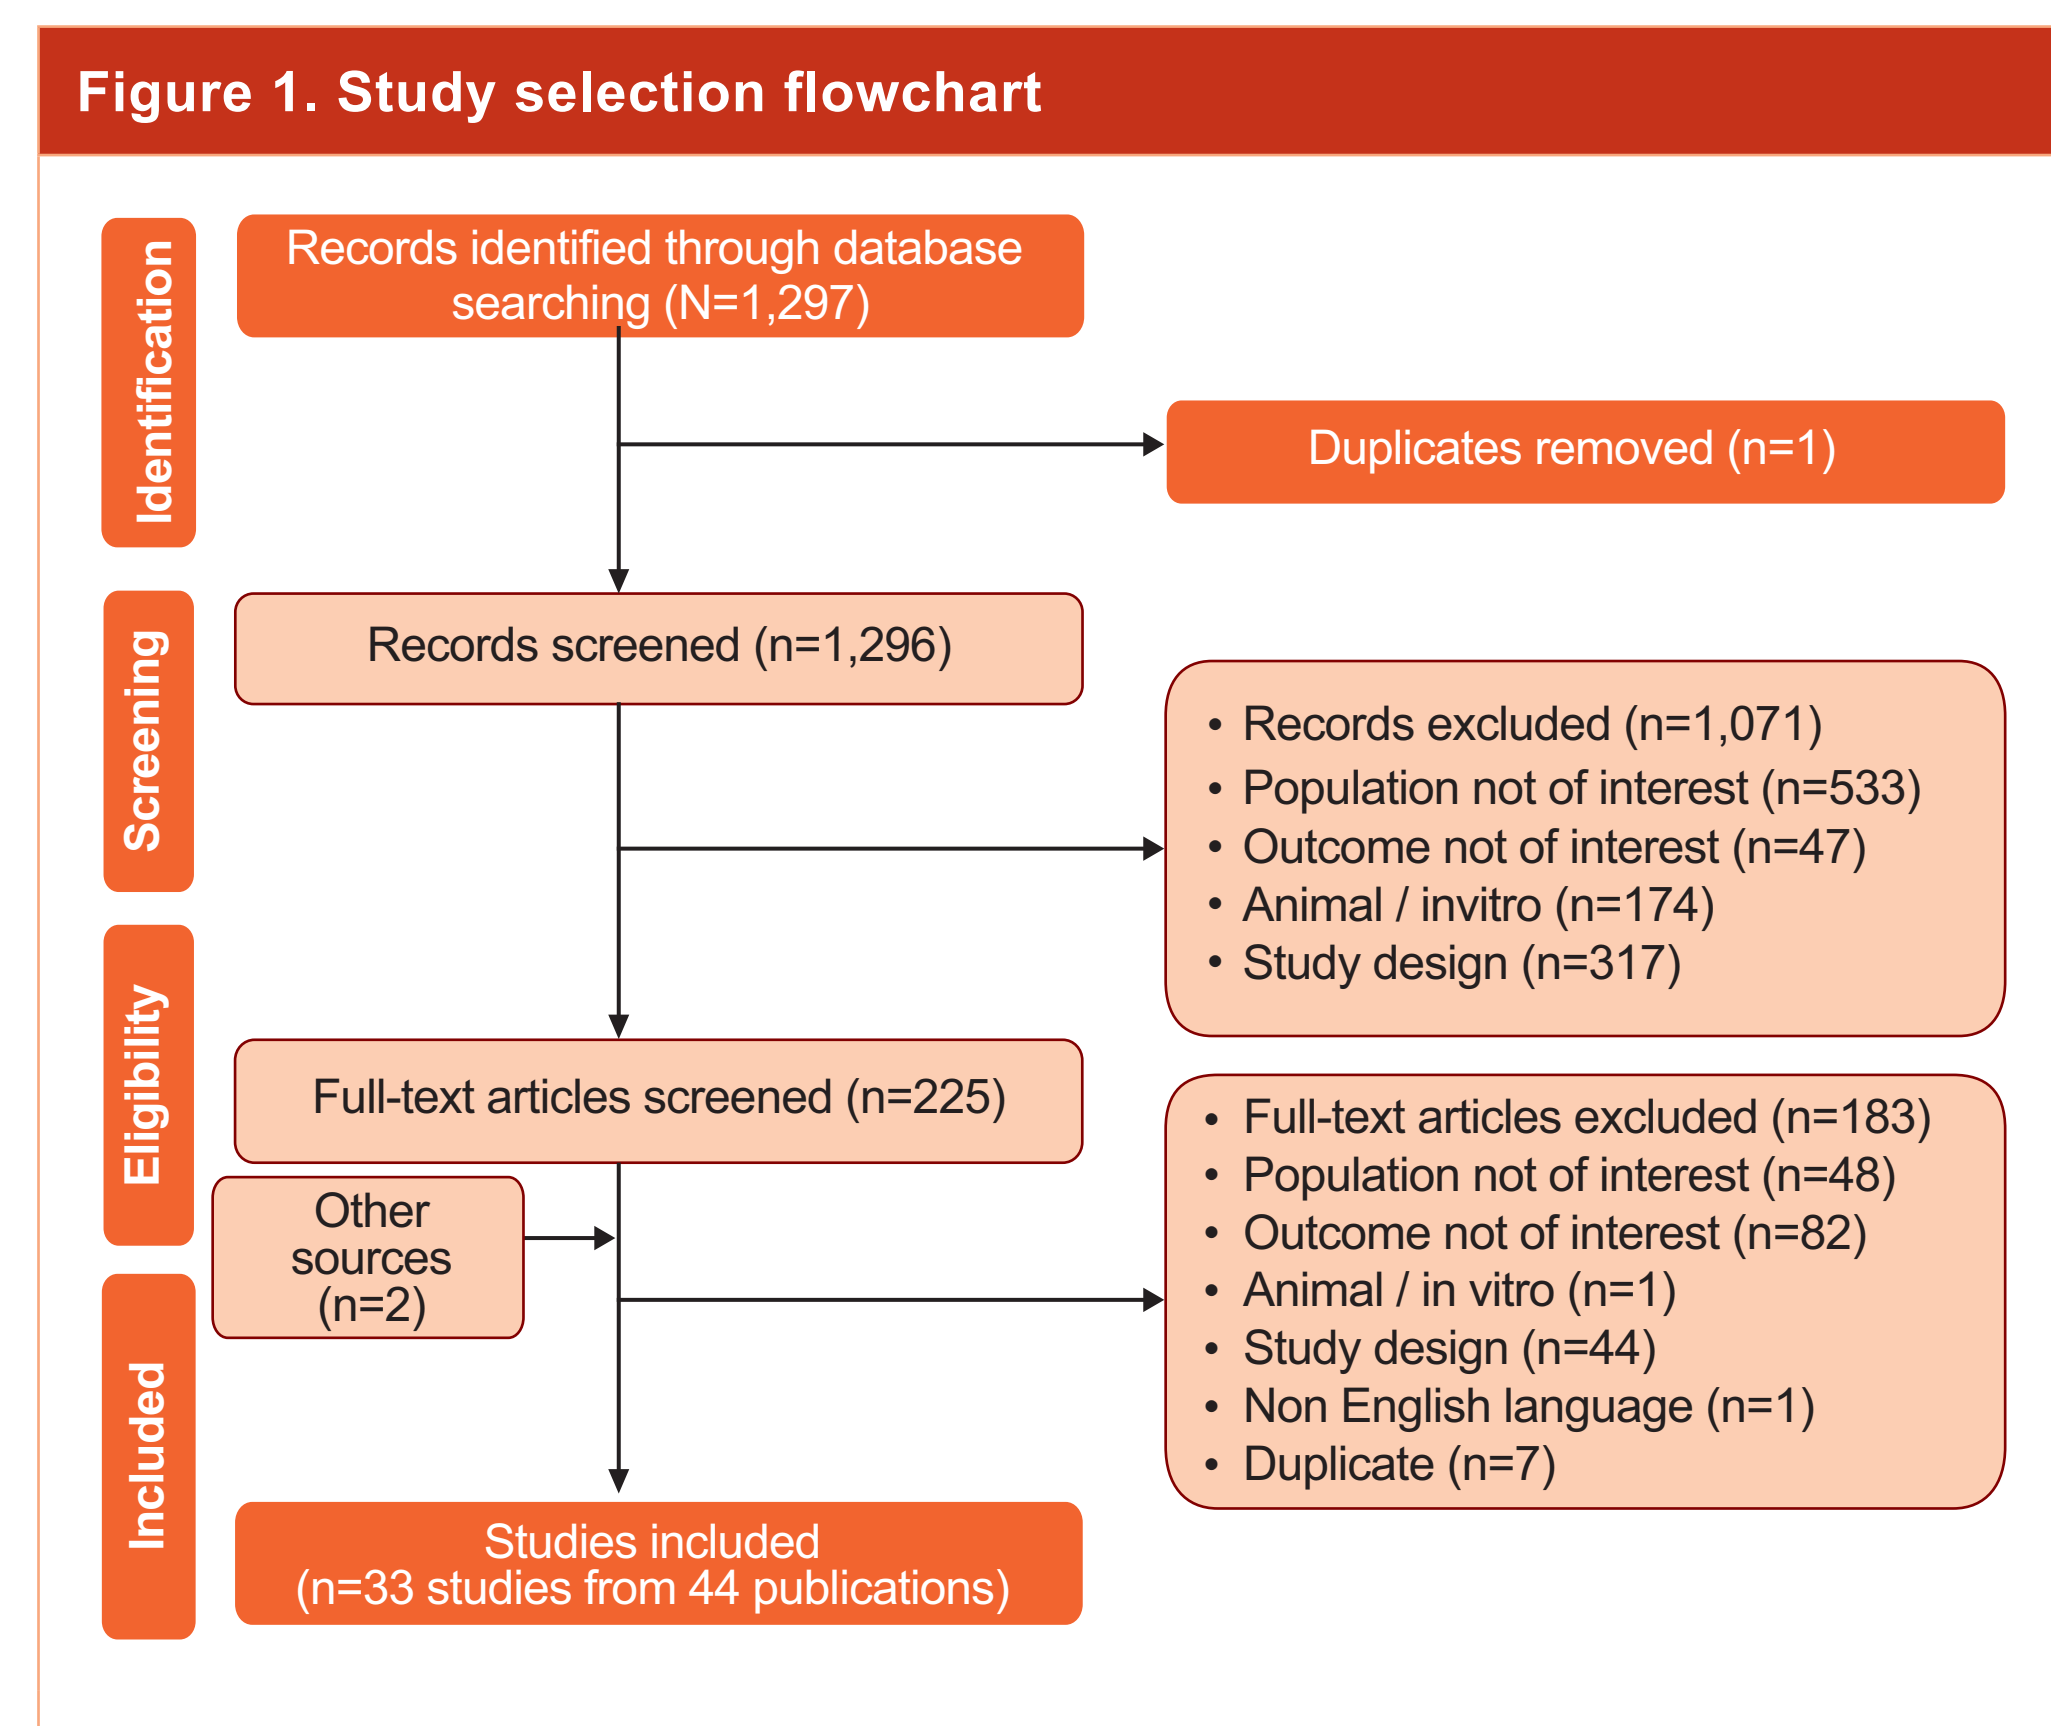 Figure 1. Study selection flowchart
Identification
Records identified through database
searching (N=1,297)
Duplicates removed (n=1)
Screening
Records screened (n=1,296)
• Records excluded (n=1,071)
• Population not of interest (n=533)
• Outcome not of interest (n=47)
• Animal / invitro (n=174)
• Study design (n=317)
Eligibility
Full-text articles screened (n=225)
Other
sources
(n=2)
• Full-text articles excluded (n=183)
• Population not of interest (n=48)
• Outcome not of interest (n=82)
• Animal / in vitro (n=1)
• Study design (n=44)
• Non English language (n=1)
• Duplicate (n=7)
Included
Studies included
(n=33 studies from 44 publications)